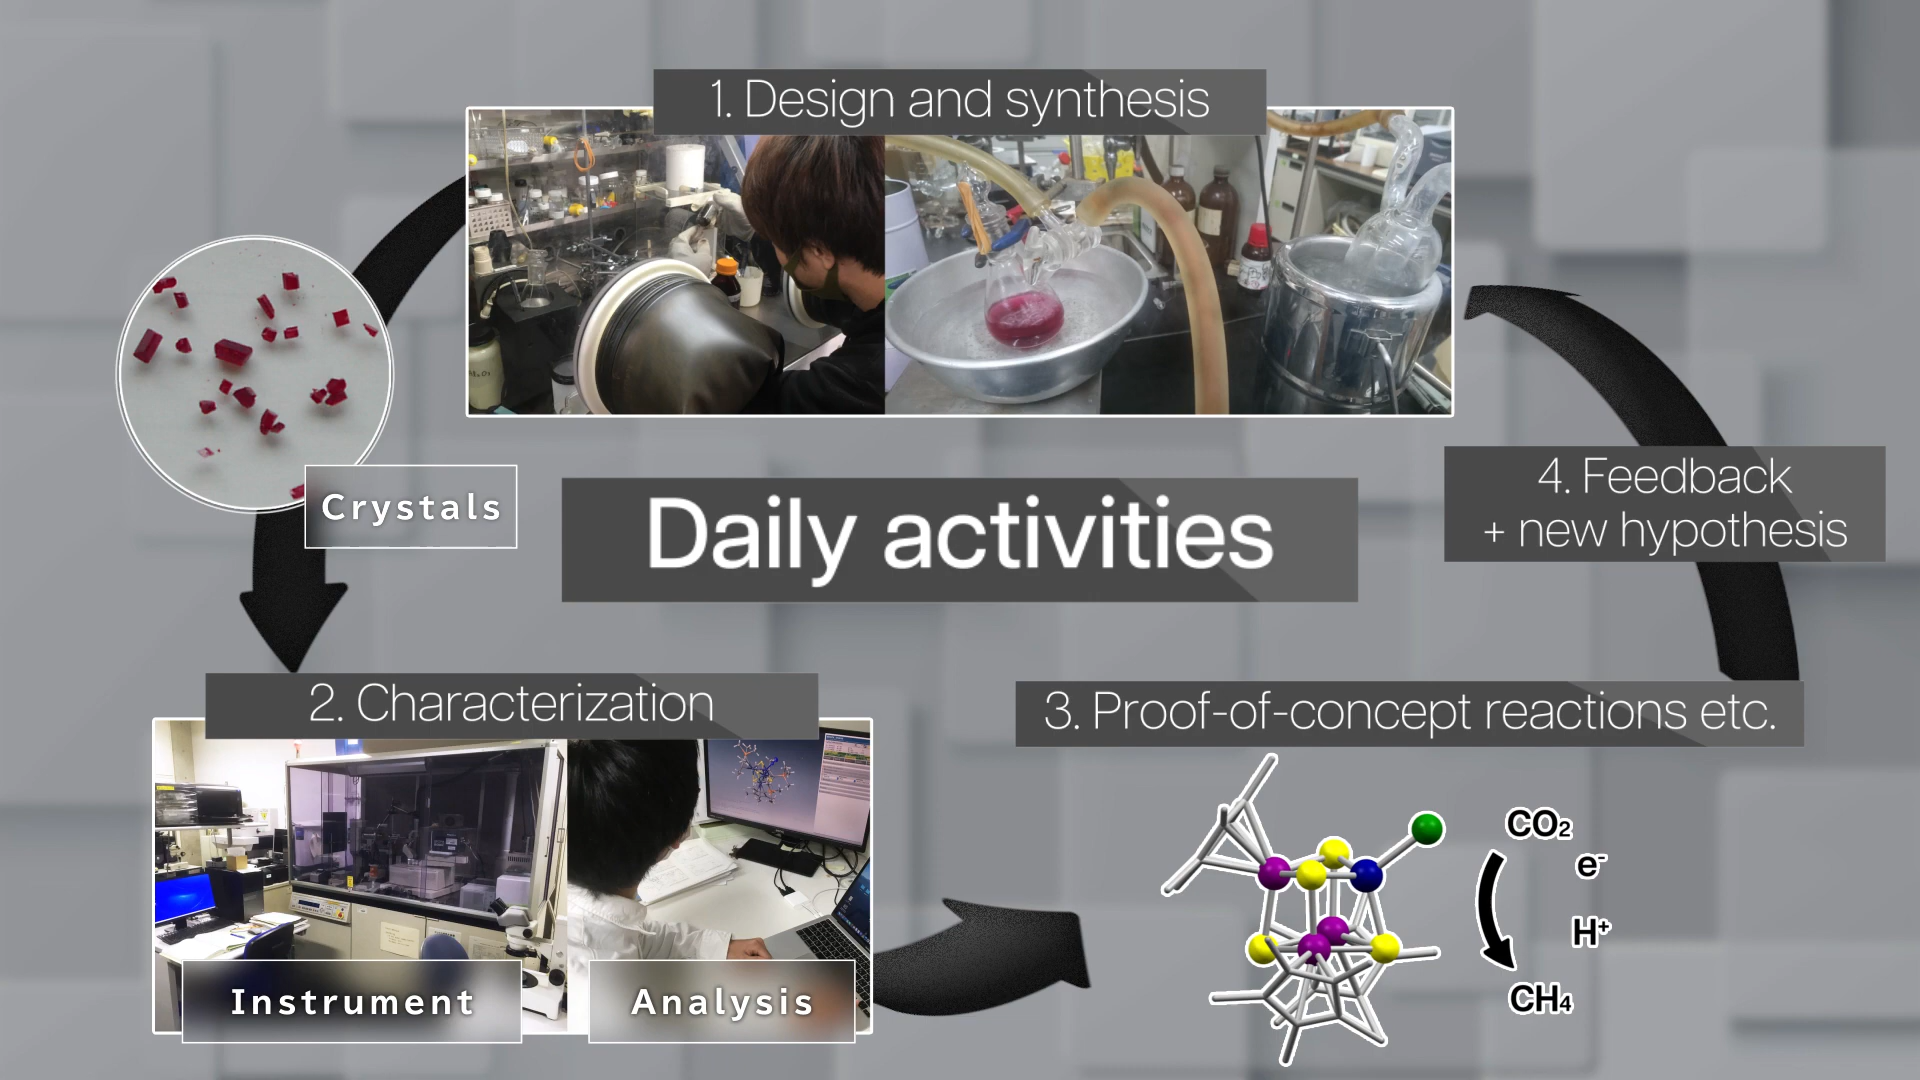 1. Design and synthesis
Crystals
Daily activities
4. Feedback
+ new hypothesis
2. Characterization
3. Proof-of-concept reactions etc.
CO₂
e⁻
H⁺
CH₄
Instrument
Analysis